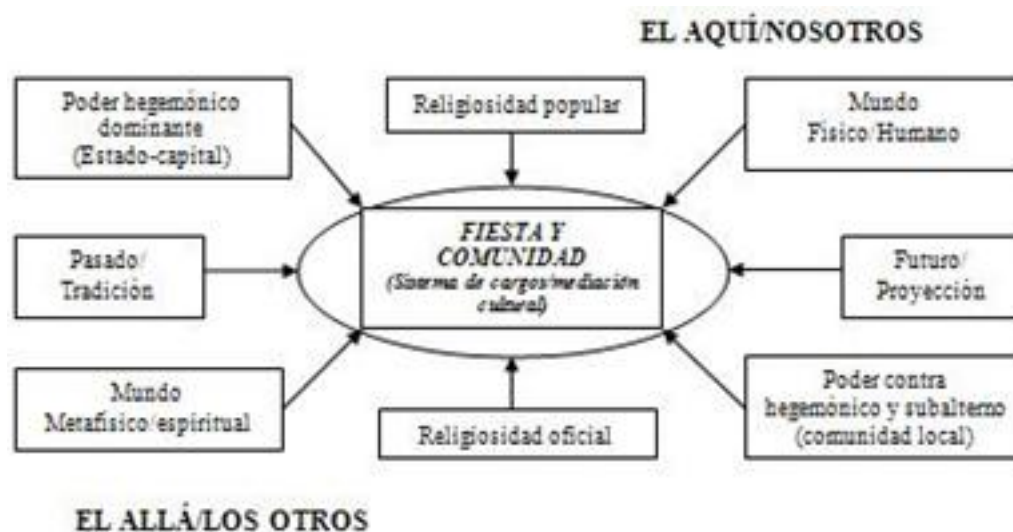 EL AQUÍ/NOSOTROS
Poder hegemónico
dominante
(Estado-capital)
Religiosidad popular
Mundo
Físico/Humano
Pasado/
Tradición
FIESTA Y
COMUNIDAD
(Sistema de cargos/mediación
cultural)
Futuro/
Proyección
Mundo
Metafísico/espiritual
Religiosidad oficial
Poder contra
hegemónico y subalterno
(comunidad local)
EL ALLÁ/LOS OTROS